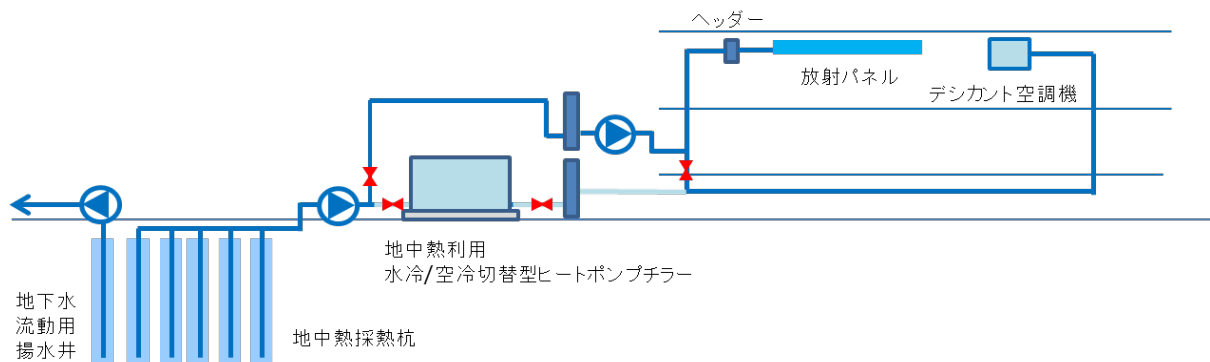 ヘッダー
放射パネル
デシカント空調機
地中熱利用
水冷/空冷切替型ヒートポンプチラー
地下水
流動用
揚水井
地中熱採熱杭